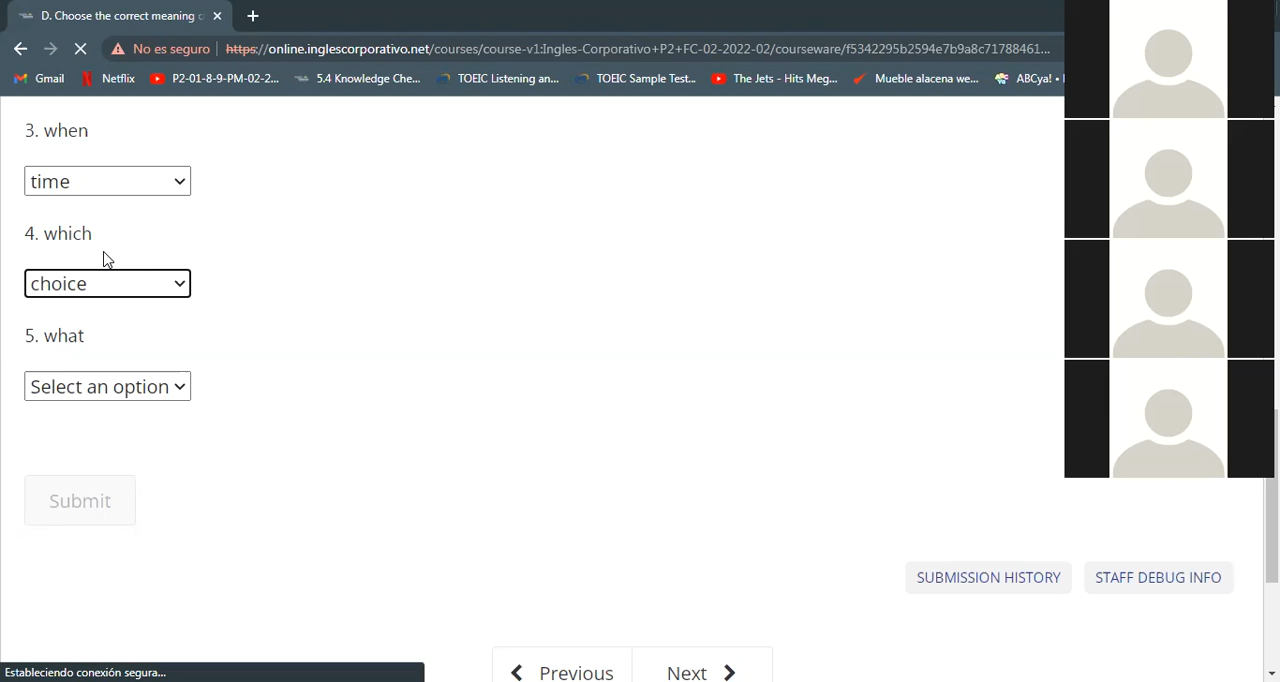 D. Choose the correct meaning
No es seguro
https://online.inglescorporativo.net/courses/course-v1:Ingles-Corporativo+P2+FC-02-2022-02/courseware/f5342295b2594e7b9a8c71788461...
Gmail
Netflix
P2-01-8-9-PM-02-2...
5.4 Knowledge Che...
TOEIC Listening an...
TOEIC Sample Test...
The Jets - Hits Meg...
Mueble alacena we...
ABCya! •
3. when
time
4. which
choice
5. what
Select an option
Submit
SUBMISSION HISTORY
STAFF DEBUG INFO
Previous
Next
Estableciendo conexión segura...